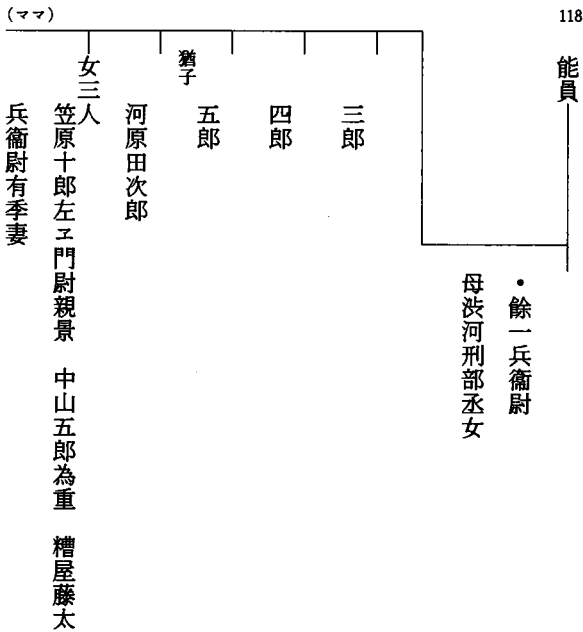 118
能員
・餘一兵衞尉
母渋河刑部丞女
三郎
四郎
五郎
猶子
河原田次郎
女三人
笠原十郎左ヱ門尉親景　中山五郎為重　糟屋藤太
兵衞尉有季妻
(ママ)